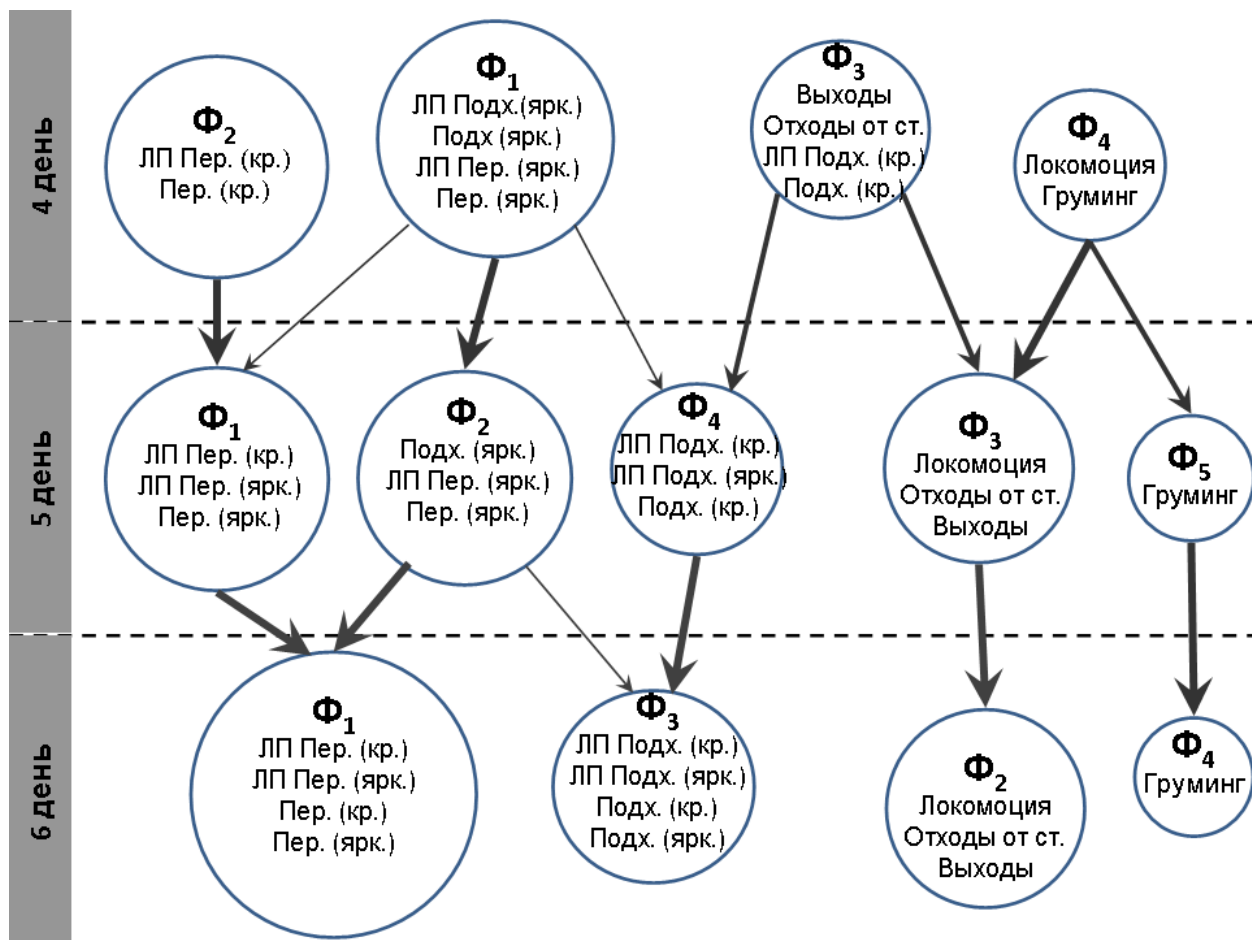 4 день
Ф2
ЛП Пер. (кр.)
Пер. (кр.)
Ф1
ЛП Подх.(ярк.)
Подх (ярк.)
ЛП Пер. (ярк.)
Пер. (ярк.)
Ф3
Выходы
Отходы от ст.
ЛП Подх. (кр.)
Подх. (кр.)
Ф4
Локомоция
Груминг
5 день
Ф1
ЛП Пер. (кр.)
ЛП Пер. (ярк.)
Пер. (ярк.)
Ф2
Подх. (ярк.)
ЛП Пер. (ярк.)
Пер. (ярк.)
Ф4
ЛП Подх. (кр.)
ЛП Подх. (ярк.)
Подх. (кр.)
Ф3
Локомоция
Отходы от ст.
Выходы
Ф5
Груминг
6 день
Ф1
ЛП Пер. (кр.)
ЛП Пер. (ярк.)
Пер. (кр.)
Пер. (ярк.)
Ф3
ЛП Подх. (кр.)
ЛП Подх. (ярк.)
Подх. (кр.)
Подх. (ярк.)
Ф2
Локомоция
Отходы от ст.
Выходы
Ф4
Груминг